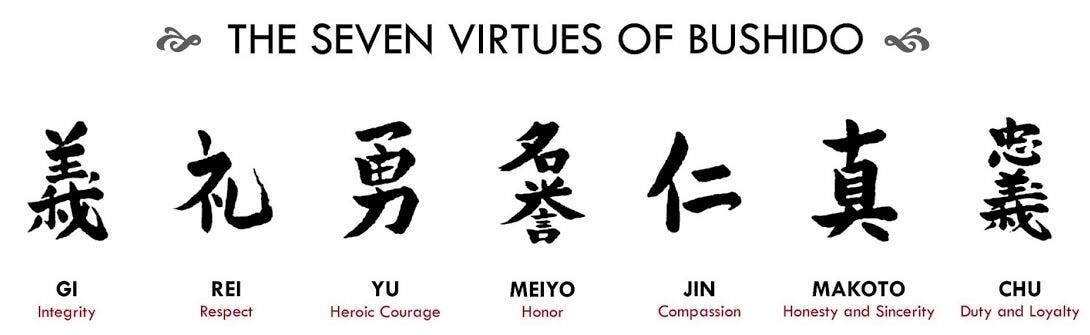 THE SEVEN VIRTUES OF BUSHIDO
義 礼 勇 名誉 仁 真 忠義
GI REI YU MEIYO JIN MAKOTO CHU
Integrity Respect Heroic Courage Honor Compassion Honesty and Sincerity Duty and Loyalty